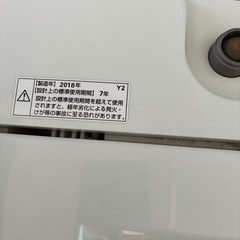 【製造年】2018年 Y2
【設計上の標準使用期間】 7年
設計上の標準使用期間を超えて使用
されますと、経年劣化による発火・
けが等の事故に至る恐れがあります。